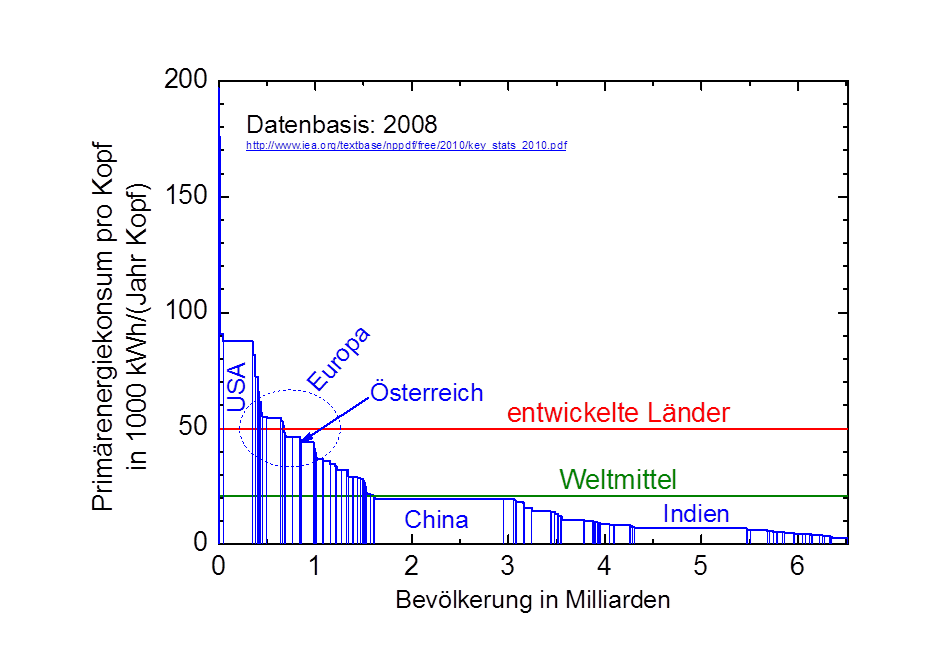 200
150
100
50
0
Primärenergiekonsum pro Kopf
in 1000 kWh/(Jahr Kopf)
Datenbasis: 2008
http://www.iea.org/textbase/nppdf/free/2010/key_stats_2010.pdf
USA
Europa
Österreich
entwickelte Länder
Weltmittel
China
Indien
0 1 2 3 4 5 6
Bevölkerung in Milliarden